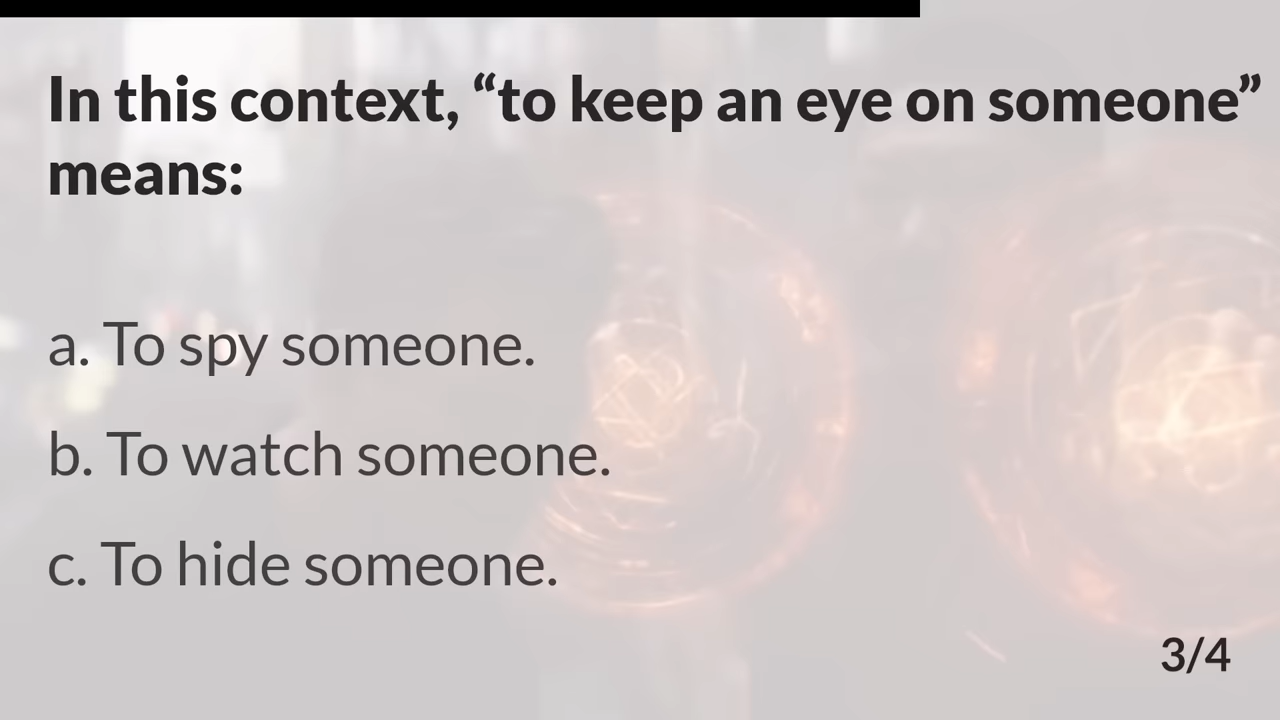 In this context, “to keep an eye on someone”
means:
a. To spy someone.
b. To watch someone.
c. To hide someone.
3/4